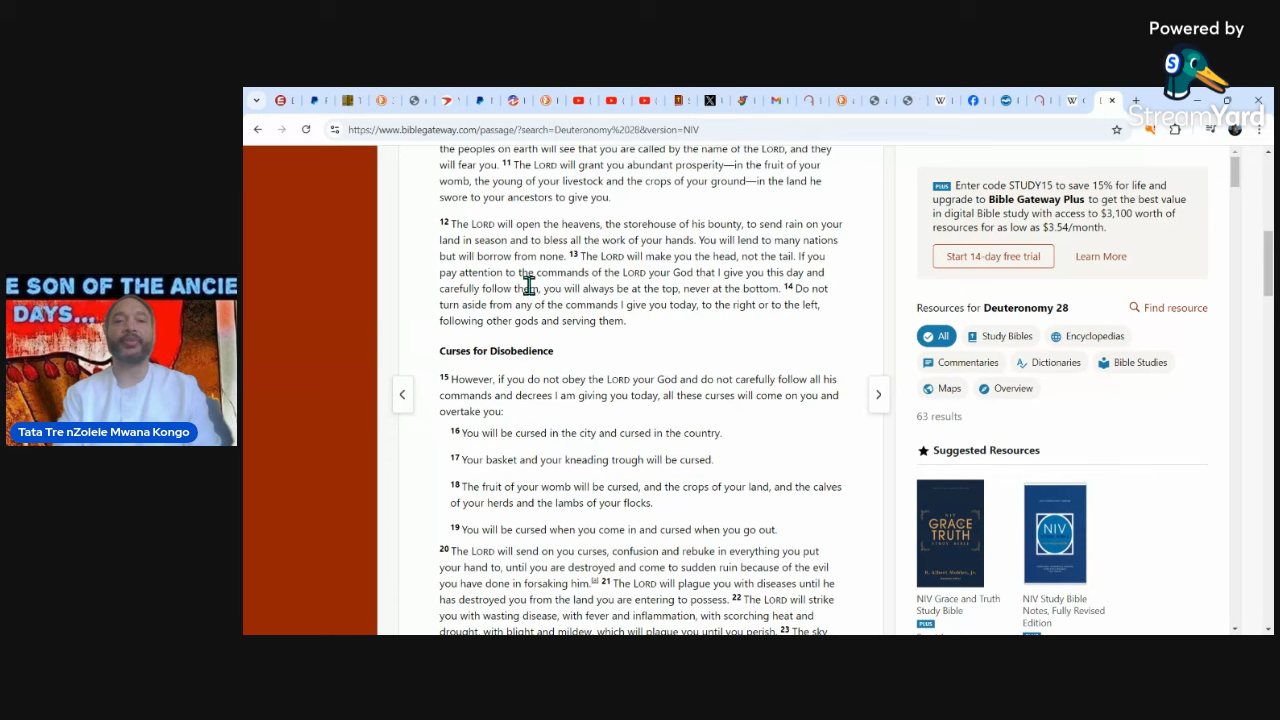 Powered by
StreamYard
https://www.biblegateway.com/passage/?search=Deuteronomy%2028&version=NIV
E SON OF THE ANCIE
DAYS...
Tata Tre nZolele Mwana Kongo
the peoples on earth will see that you are called by the name of the LORD, and they
will fear you. 11 The LORD will grant you abundant prosperity—in the fruit of your
womb, the young of your livestock and the crops of your ground—in the land he
swore to your ancestors to give you.
12 The LORD will open the heavens, the storehouse of his bounty, to send rain on your
land in season and to bless all the work of your hands. You will lend to many nations
but will borrow from none. 13 The LORD will make you the head, not the tail. If you
pay attention to the commands of the LORD your God that I give you this day and
carefully follow them, you will always be at the top, never at the bottom. 14 Do not
turn aside from any of the commands I give you today, to the right or to the left,
following other gods and serving them.
Curses for Disobedience
15 However, if you do not obey the LORD your God and do not carefully follow all his
commands and decrees I am giving you today, all these curses will come on you and
overtake you:
16 You will be cursed in the city and cursed in the country.
17 Your basket and your kneading trough will be cursed.
18 The fruit of your womb will be cursed, and the crops of your land, and the calves
of your herds and the lambs of your flocks.
19 You will be cursed when you come in and cursed when you go out.
20 The LORD will send on you curses, confusion and rebuke in everything you put
your hand to, until you are destroyed and come to sudden ruin because of the evil
you have done in forsaking him.[a] 21 The LORD will plague you with diseases until he
has destroyed you from the land you are entering to possess. 22 The LORD will strike
you with wasting disease, with fever and inflammation, with scorching heat and
drought, with blight and mildew, which will plague you until you perish. 23 The sky
PLUS Enter code STUDY15 to save 15% for life and
upgrade to Bible Gateway Plus to get the best value
in digital Bible study with access to $3,100 worth of
resources for as low as $3.54/month.
Start 14-day free trial Learn More
Resources for Deuteronomy 28 Find resource
All Study Bibles Encyclopedias
Commentaries Dictionaries Bible Studies
Maps Overview
63 results
Suggested Resources
NIV
GRACE
TRUTH
STUDY BIBLE
NIV
STUDY BIBLE
NIV Grace and Truth
Study Bible
PLUS
NIV Study Bible
Notes, Fully Revised
Edition